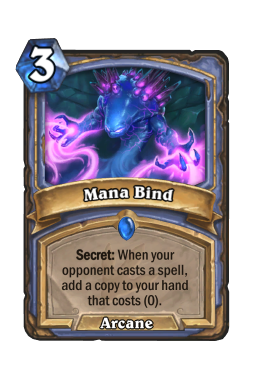 3
Mana Bind
Secret: When your
opponent casts a spell,
add a copy to your hand
that costs (0).
Arcane